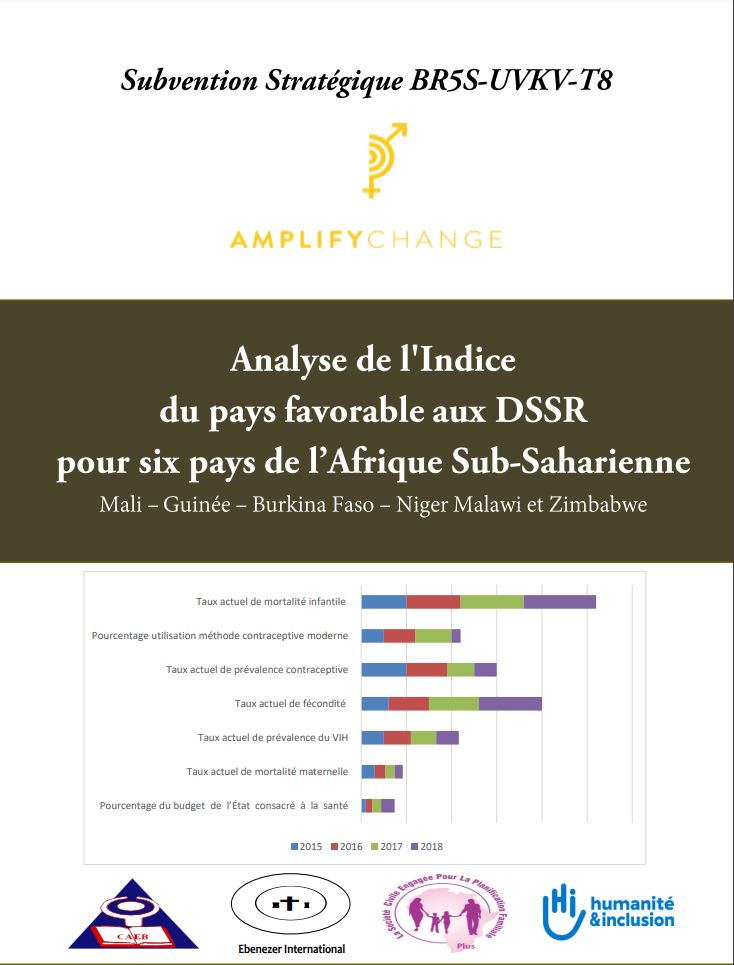 Subvention Stratégique BR5S-UVKV-T8
AMPLIFYCHANGE
Analyse de l'Indice
du pays favorable aux DSSR
pour six pays de l’Afrique Sub-Saharienne
Mali – Guinée – Burkina Faso – Niger Malawi et Zimbabwe
Taux actuel de mortalité infantile
Pourcentage utilisation méthode contraceptive moderne
Taux actuel de prévalence contraceptive
Taux actuel de fécondité
Taux actuel de prévalence du VIH
Taux actuel de mortalité maternelle
Pourcentage du budget de l’État consacré à la santé
2015 2016 2017 2018
CAEB
Ebenezer International
La Société Civile Engagée Pour La Planification Familiale
Plus
Hi
humanité
&inclusion